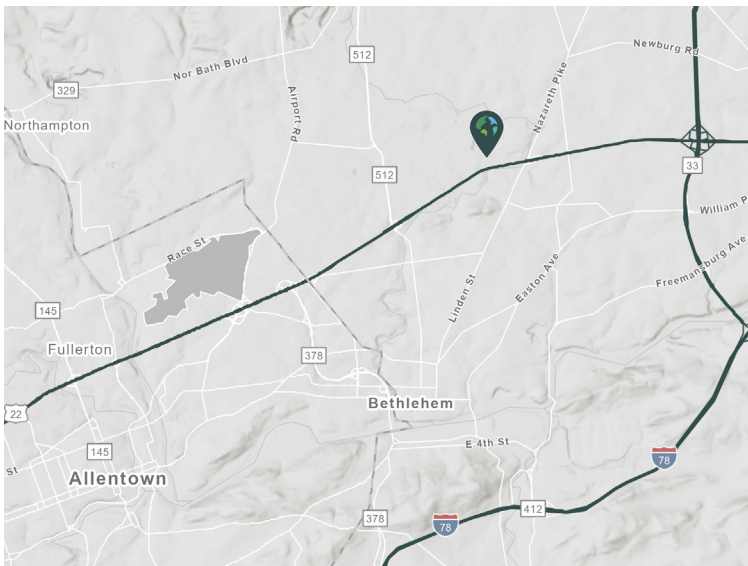 Newburg Rd
512
Nor Bath Blvd
Nazareth Pike
329
Airport Rd
Northampton
33
512
William P
Race St
Freemansburg Ave
Easton Ave
Linden St
145
Fullerton
378
Bethlehem
22
E 4th St
145
78
St
Allentown
412
378
78